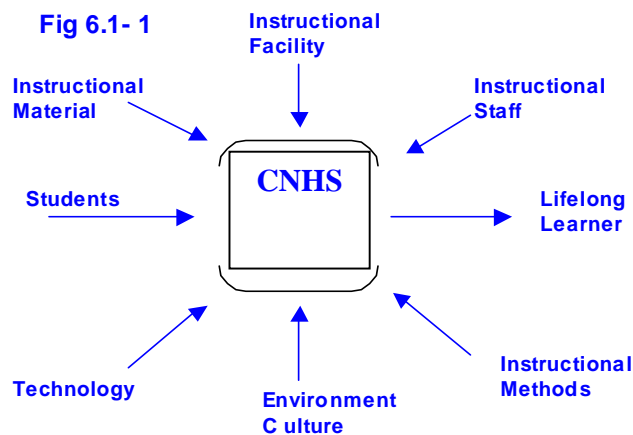 Fig 6.1- 1
Instructional
Facility
Instructional
Material
Instructional
Staff
CNHS
Students
Lifelong
Learner
Technology
Environment
C ulture
Instructional
Methods